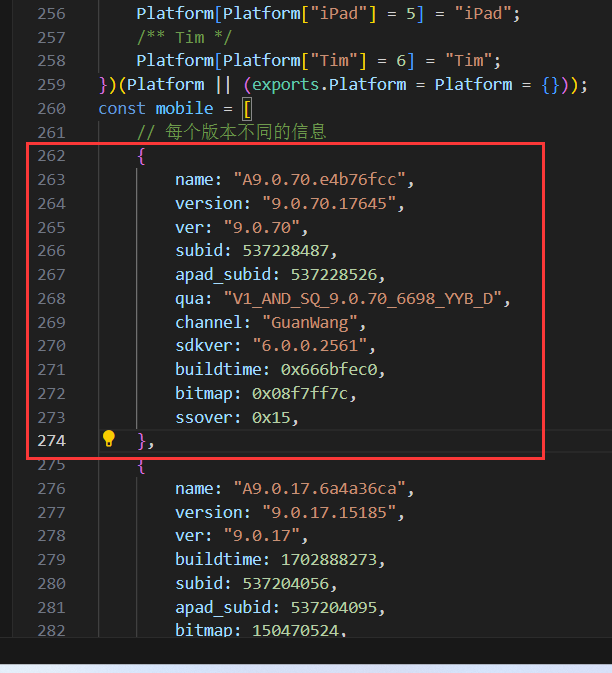 256 Platform[Platform["iPad"] = 5] = "iPad";
257 /** Tim */
258 Platform[Platform["Tim"] = 6] = "Tim";
259 })(Platform || (exports.Platform = Platform = {}));
260 const mobile = [
261 // 每个版本不同的信息
262 {
263 name: "A9.0.70.e4b76fcc",
264 version: "9.0.70.17645",
265 ver: "9.0.70",
266 subid: 537228487,
267 apad_subid: 537228526,
268 qua: "V1_AND_SQ_9.0.70_6698_YYB_D",
269 channel: "GuanWang",
270 sdkver: "6.0.0.2561",
271 buildtime: 0x666bfec0,
272 bitmap: 0x08f7ff7c,
273 ssover: 0x15,
274 },
275 {
276 name: "A9.0.17.6a4a36ca",
277 version: "9.0.17.15185",
278 ver: "9.0.17",
279 buildtime: 1702888273,
280 subid: 537204056,
281 apad_subid: 537204095,
282 bitmap: 150470524,